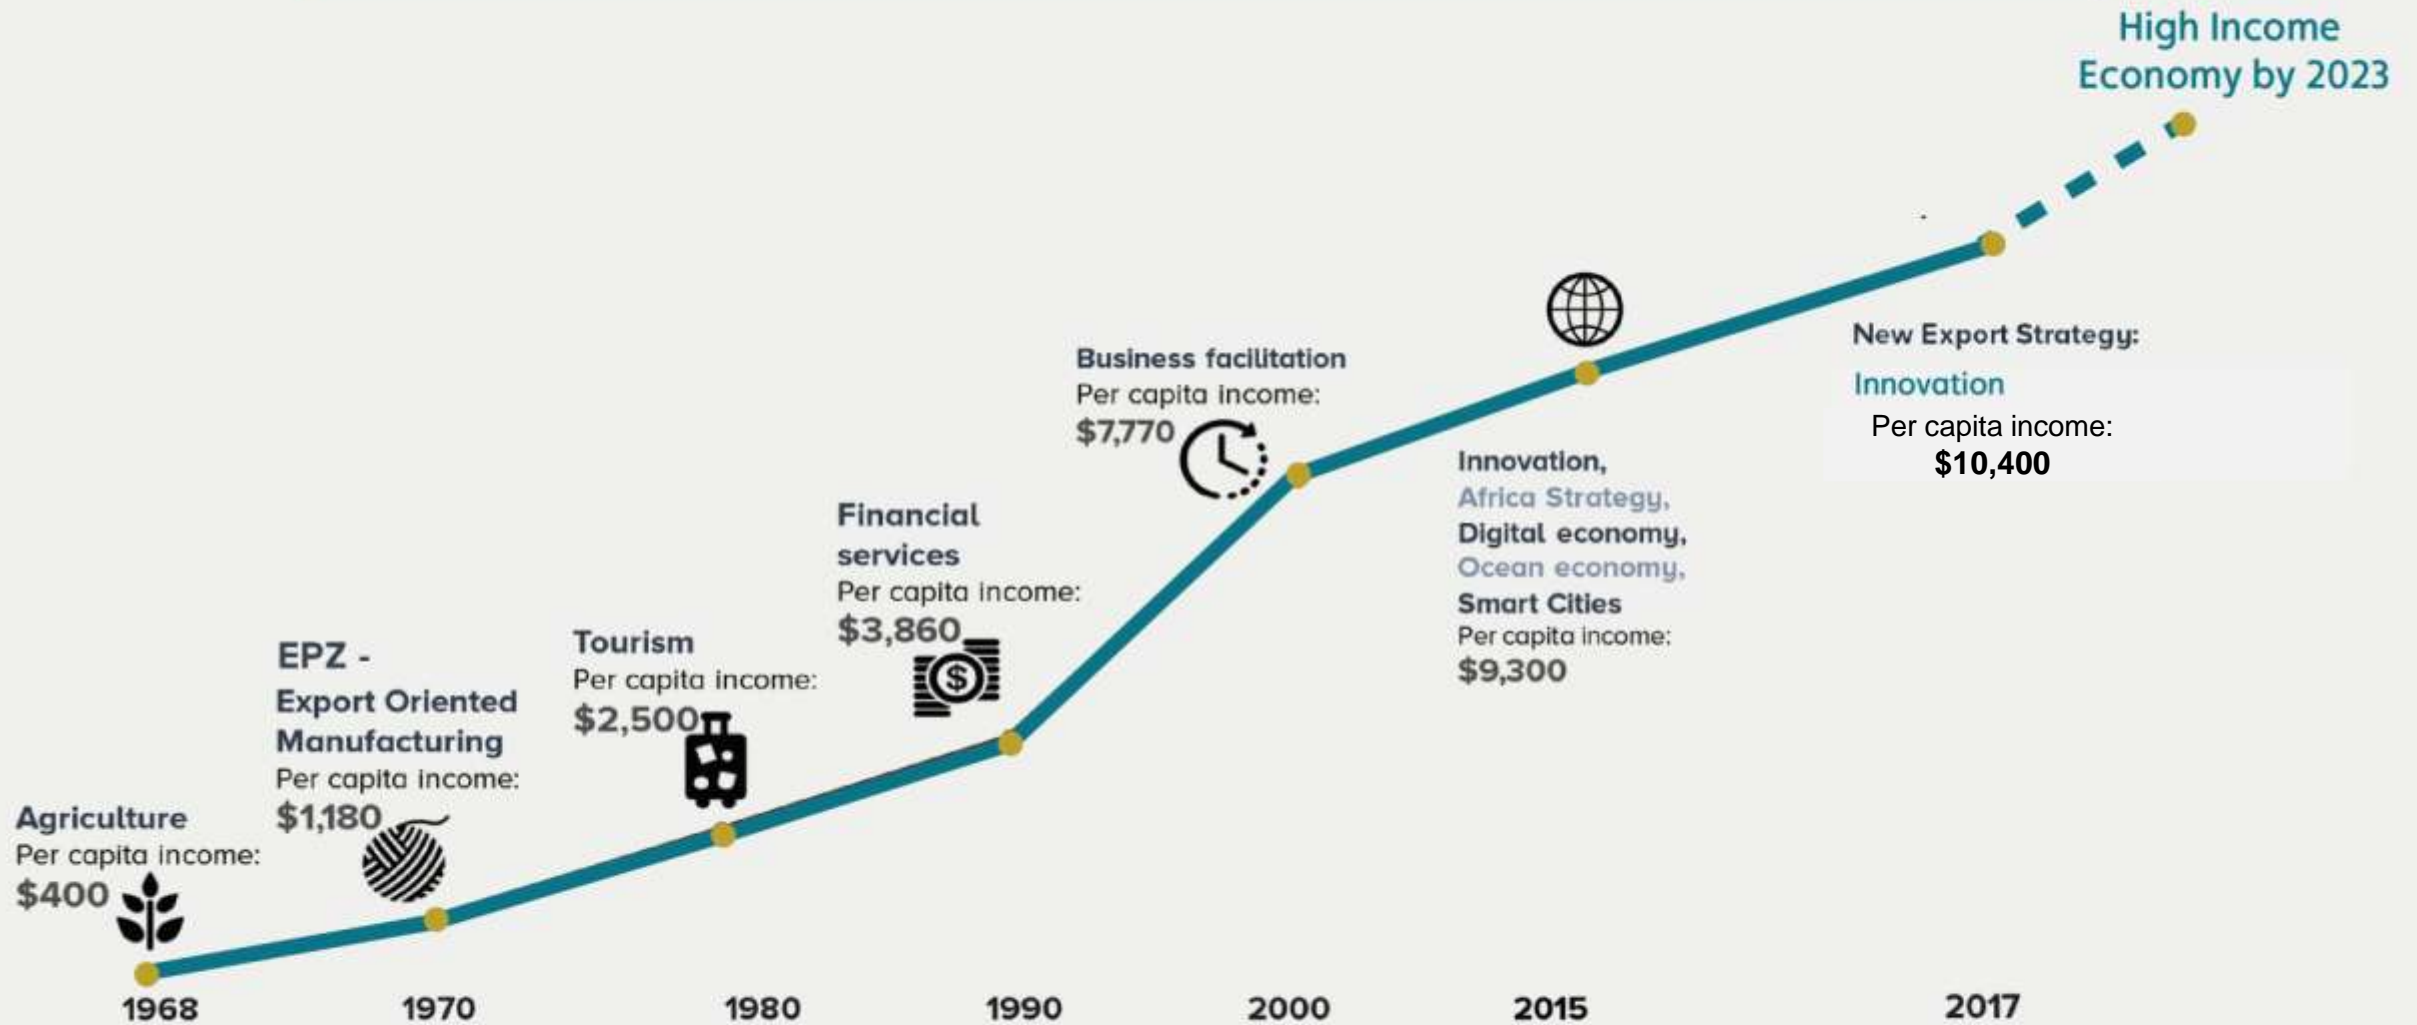 High Income
Economy by 2023
Agriculture
Per capita income:
$400
EPZ -
Export Oriented
Manufacturing
Per capita income:
$1,180
Tourism
Per capita income:
$2,500
Financial
services
Per capita income:
$3,860
$
Business facilitation
Per capita income:
$7,770
Innovation,
Africa Strategy,
Digital economy,
Ocean economy,
Smart Cities
Per capita income:
$9,300
New Export Strategy:
Innovation
Per capita income:
$10,400
1968
1970
1980
1990
2000
2015
2017